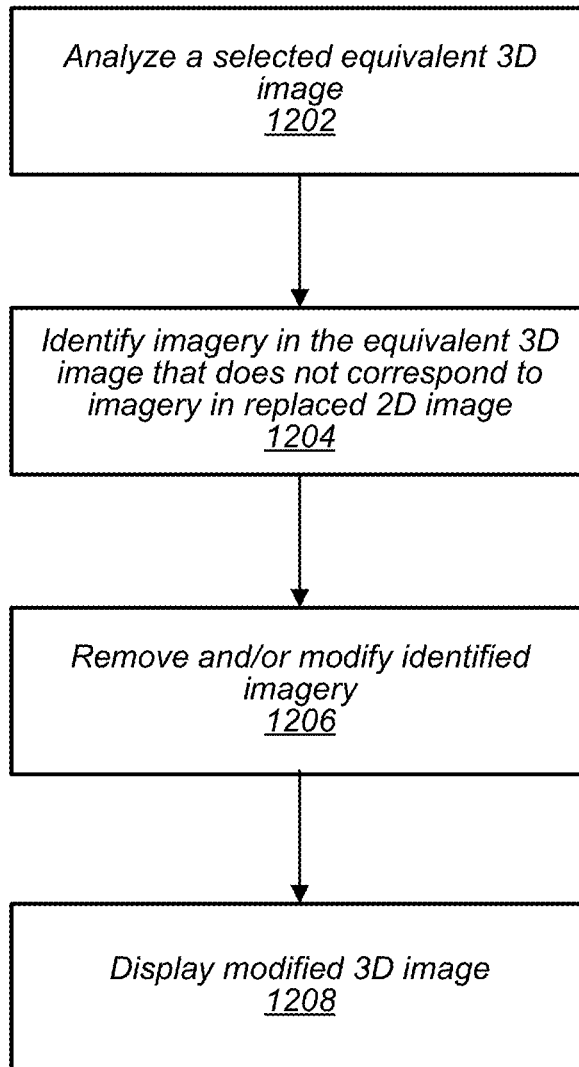 Analyze a selected equivalent 3D
image
1202
Identify imagery in the equivalent 3D
image that does not correspond to
imagery in replaced 2D image
1204
Remove and/or modify identified
imagery
1206
Display modified 3D image
1208